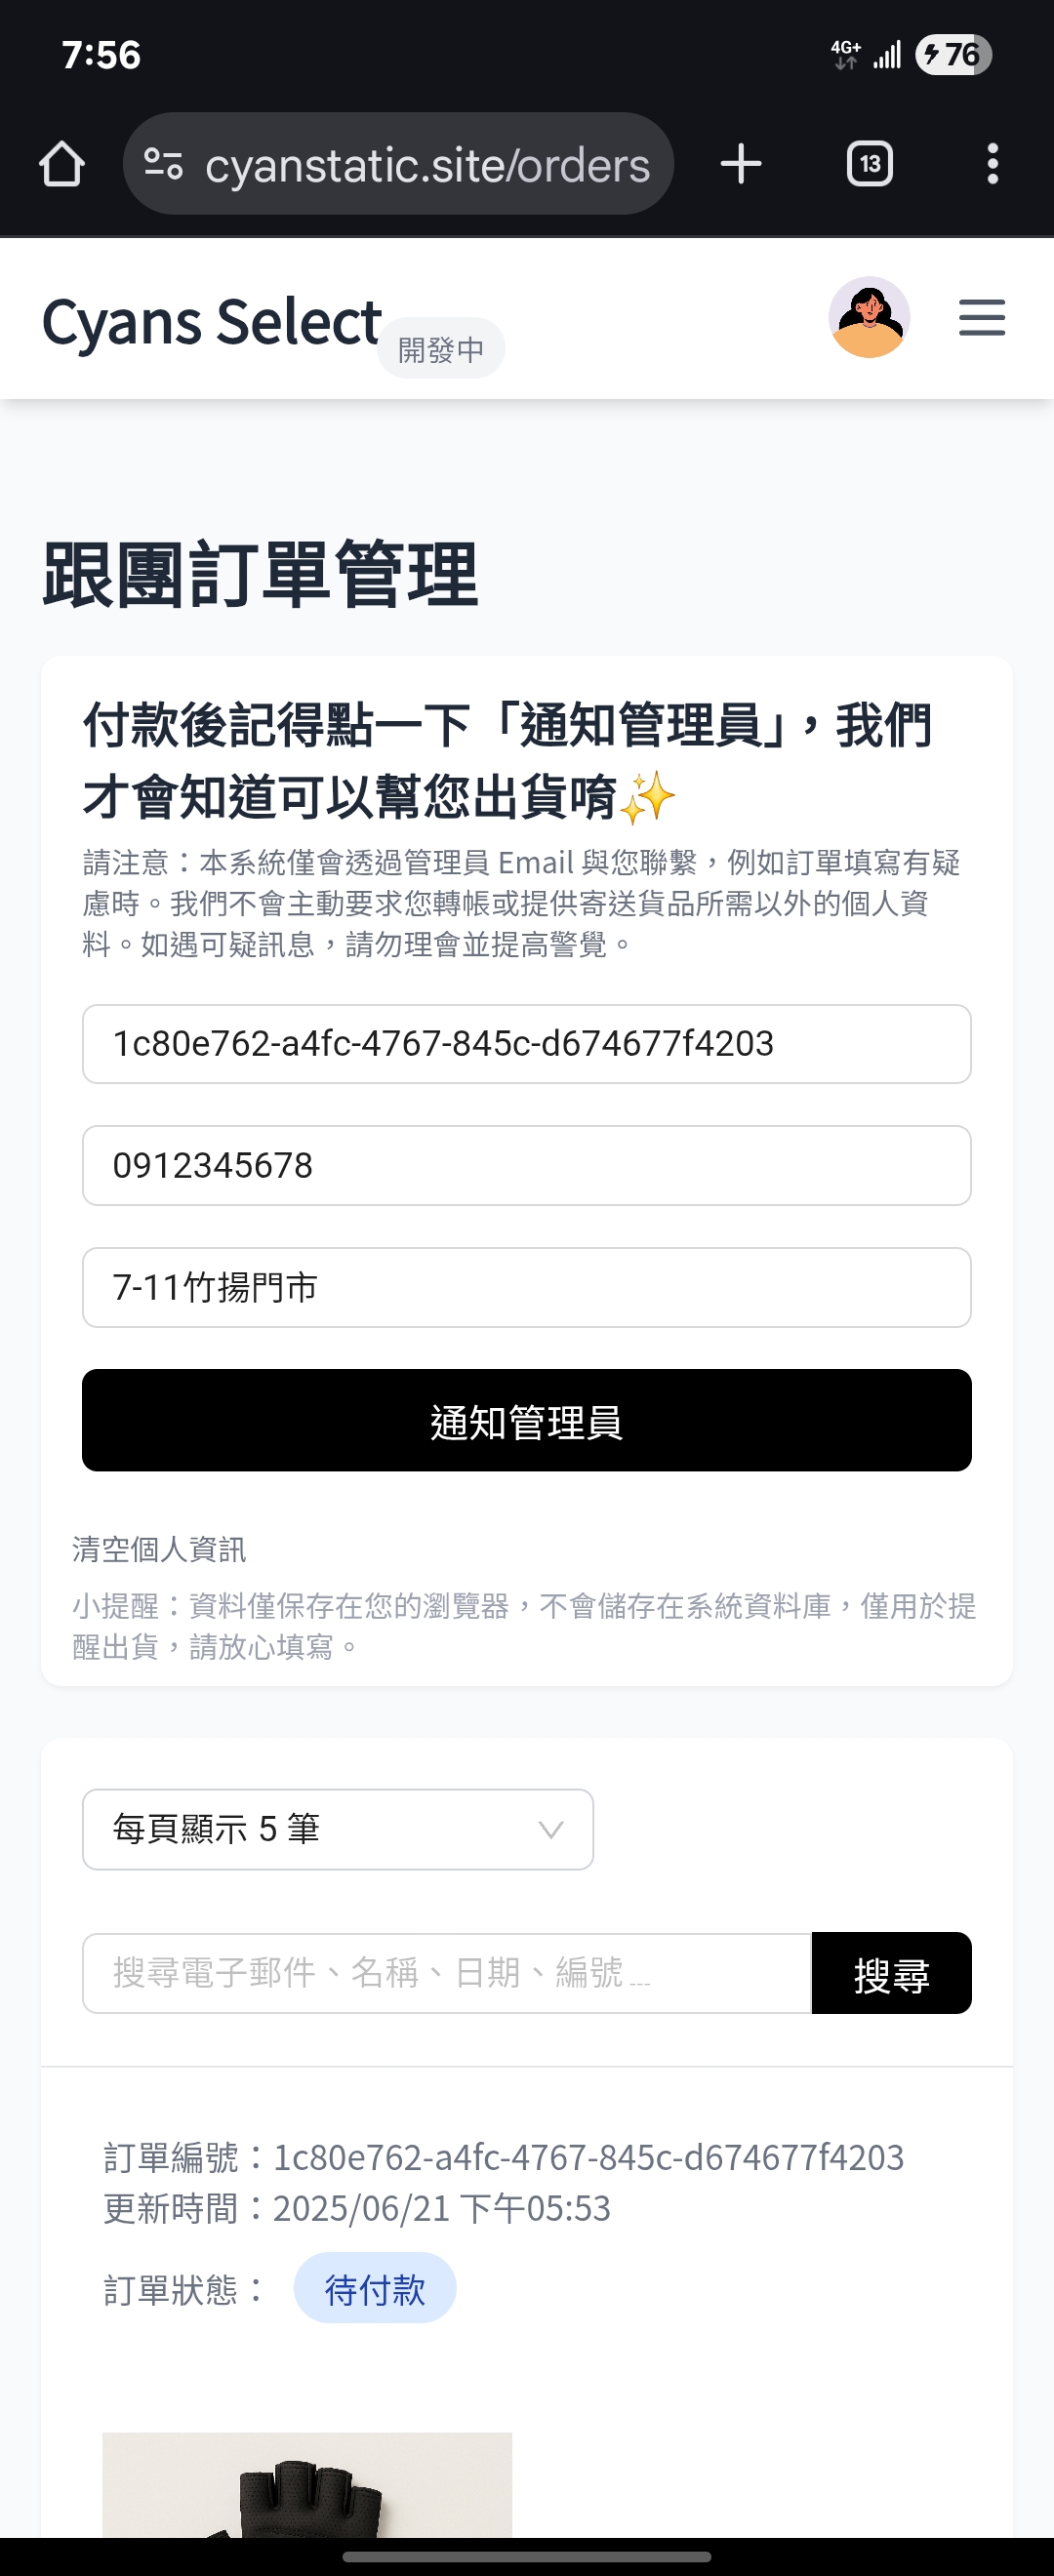 7:56
4G+
76
cyanstatic.site/orders
13
Cyans Select
開發中
跟團訂單管理
付款後記得點一下「通知管理員」，我們
才會知道可以幫您出貨唷✨
請注意：本系統僅會透過管理員 Email 與您聯繫，例如訂單填寫有疑
慮時。我們不會主動要求您轉帳或提供寄送貨品所需以外的個人資
料。如遇可疑訊息，請勿理會並提高警覺。
1c80e762-a4fc-4767-845c-d674677f4203
0912345678
7-11竹揚門市
通知管理員
清空個人資訊
小提醒：資料僅保存在您的瀏覽器，不會儲存在系統資料庫，僅用於提
醒出貨，請放心填寫。
每頁顯示 5 筆
搜尋電子郵件、名稱、日期、編號...
搜尋
訂單編號：1c80e762-a4fc-4767-845c-d674677f4203
更新時間：2025/06/21 下午05:53
訂單狀態：
待付款